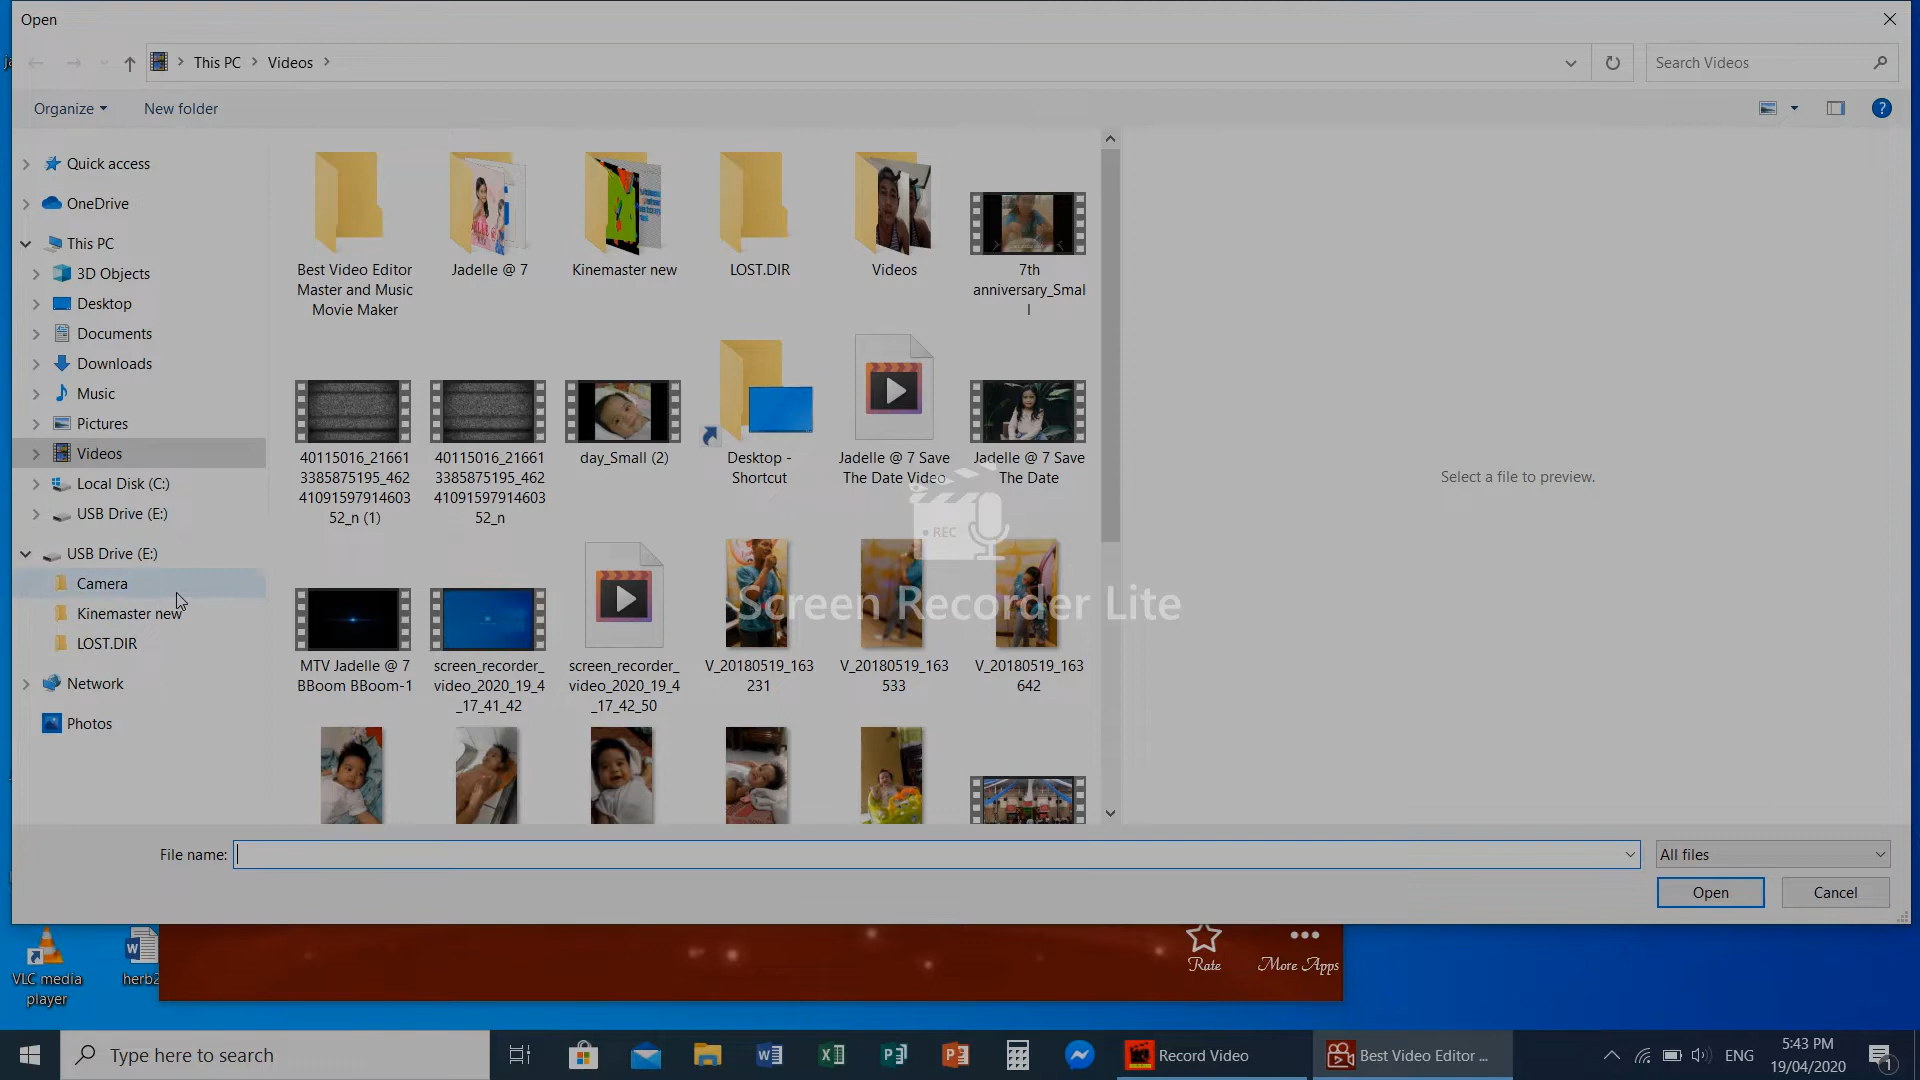 Open
This PC
Videos
Search Videos
Organize
New folder
Quick access
OneDrive
This PC
3D Objects
Desktop
Documents
Downloads
Music
Pictures
Videos
Local Disk (C:)
USB Drive (E:)
USB Drive (E:)
Camera
Kinemaster new
LOST.DIR
Network
Photos
Best Video Editor
Master and Music
Movie Maker
Jadelle @ 7
Kinemaster new
LOST.DIR
Videos
7th
anniversary_Smal
l
40115016_21661
3385875195_462
41091597914603
52_n (1)
40115016_21661
3385875195_462
41091597914603
52_n
day_Small (2)
Desktop -
Shortcut
Jadelle @ 7 Save
The Date Video
Jadelle @ 7 Save
The Date
MTV Jadelle @ 7
BBoom BBoom-1
screen_recorder_
video_2020_19_4
_17_41_42
screen_recorder_
video_2020_19_4
_17_42_50
V_20180519_163
231
V_20180519_163
533
V_20180519_163
642
Select a file to preview.
REC
Screen Recorder Lite
File name:
All files
Open
Cancel
VLC media
player
herb2
Rate
More Apps
Type here to search
Record Video
Best Video Editor ...
ENG
5:43 PM
19/04/2020
1